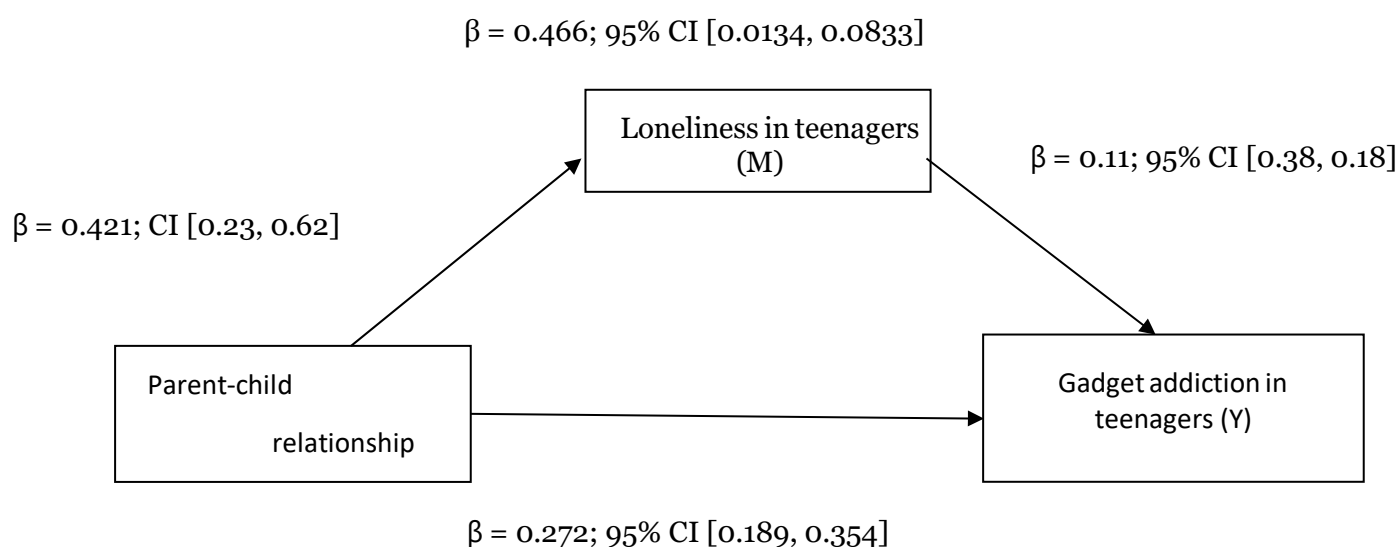 β = 0.466; 95% CI [0.0134, 0.0833]
Loneliness in teenagers
(M)
β = 0.11; 95% CI [0.38, 0.18]
β = 0.421; CI [0.23, 0.62]
Parent-child
relationship
Gadget addiction in
teenagers (Y)
β = 0.272; 95% CI [0.189, 0.354]